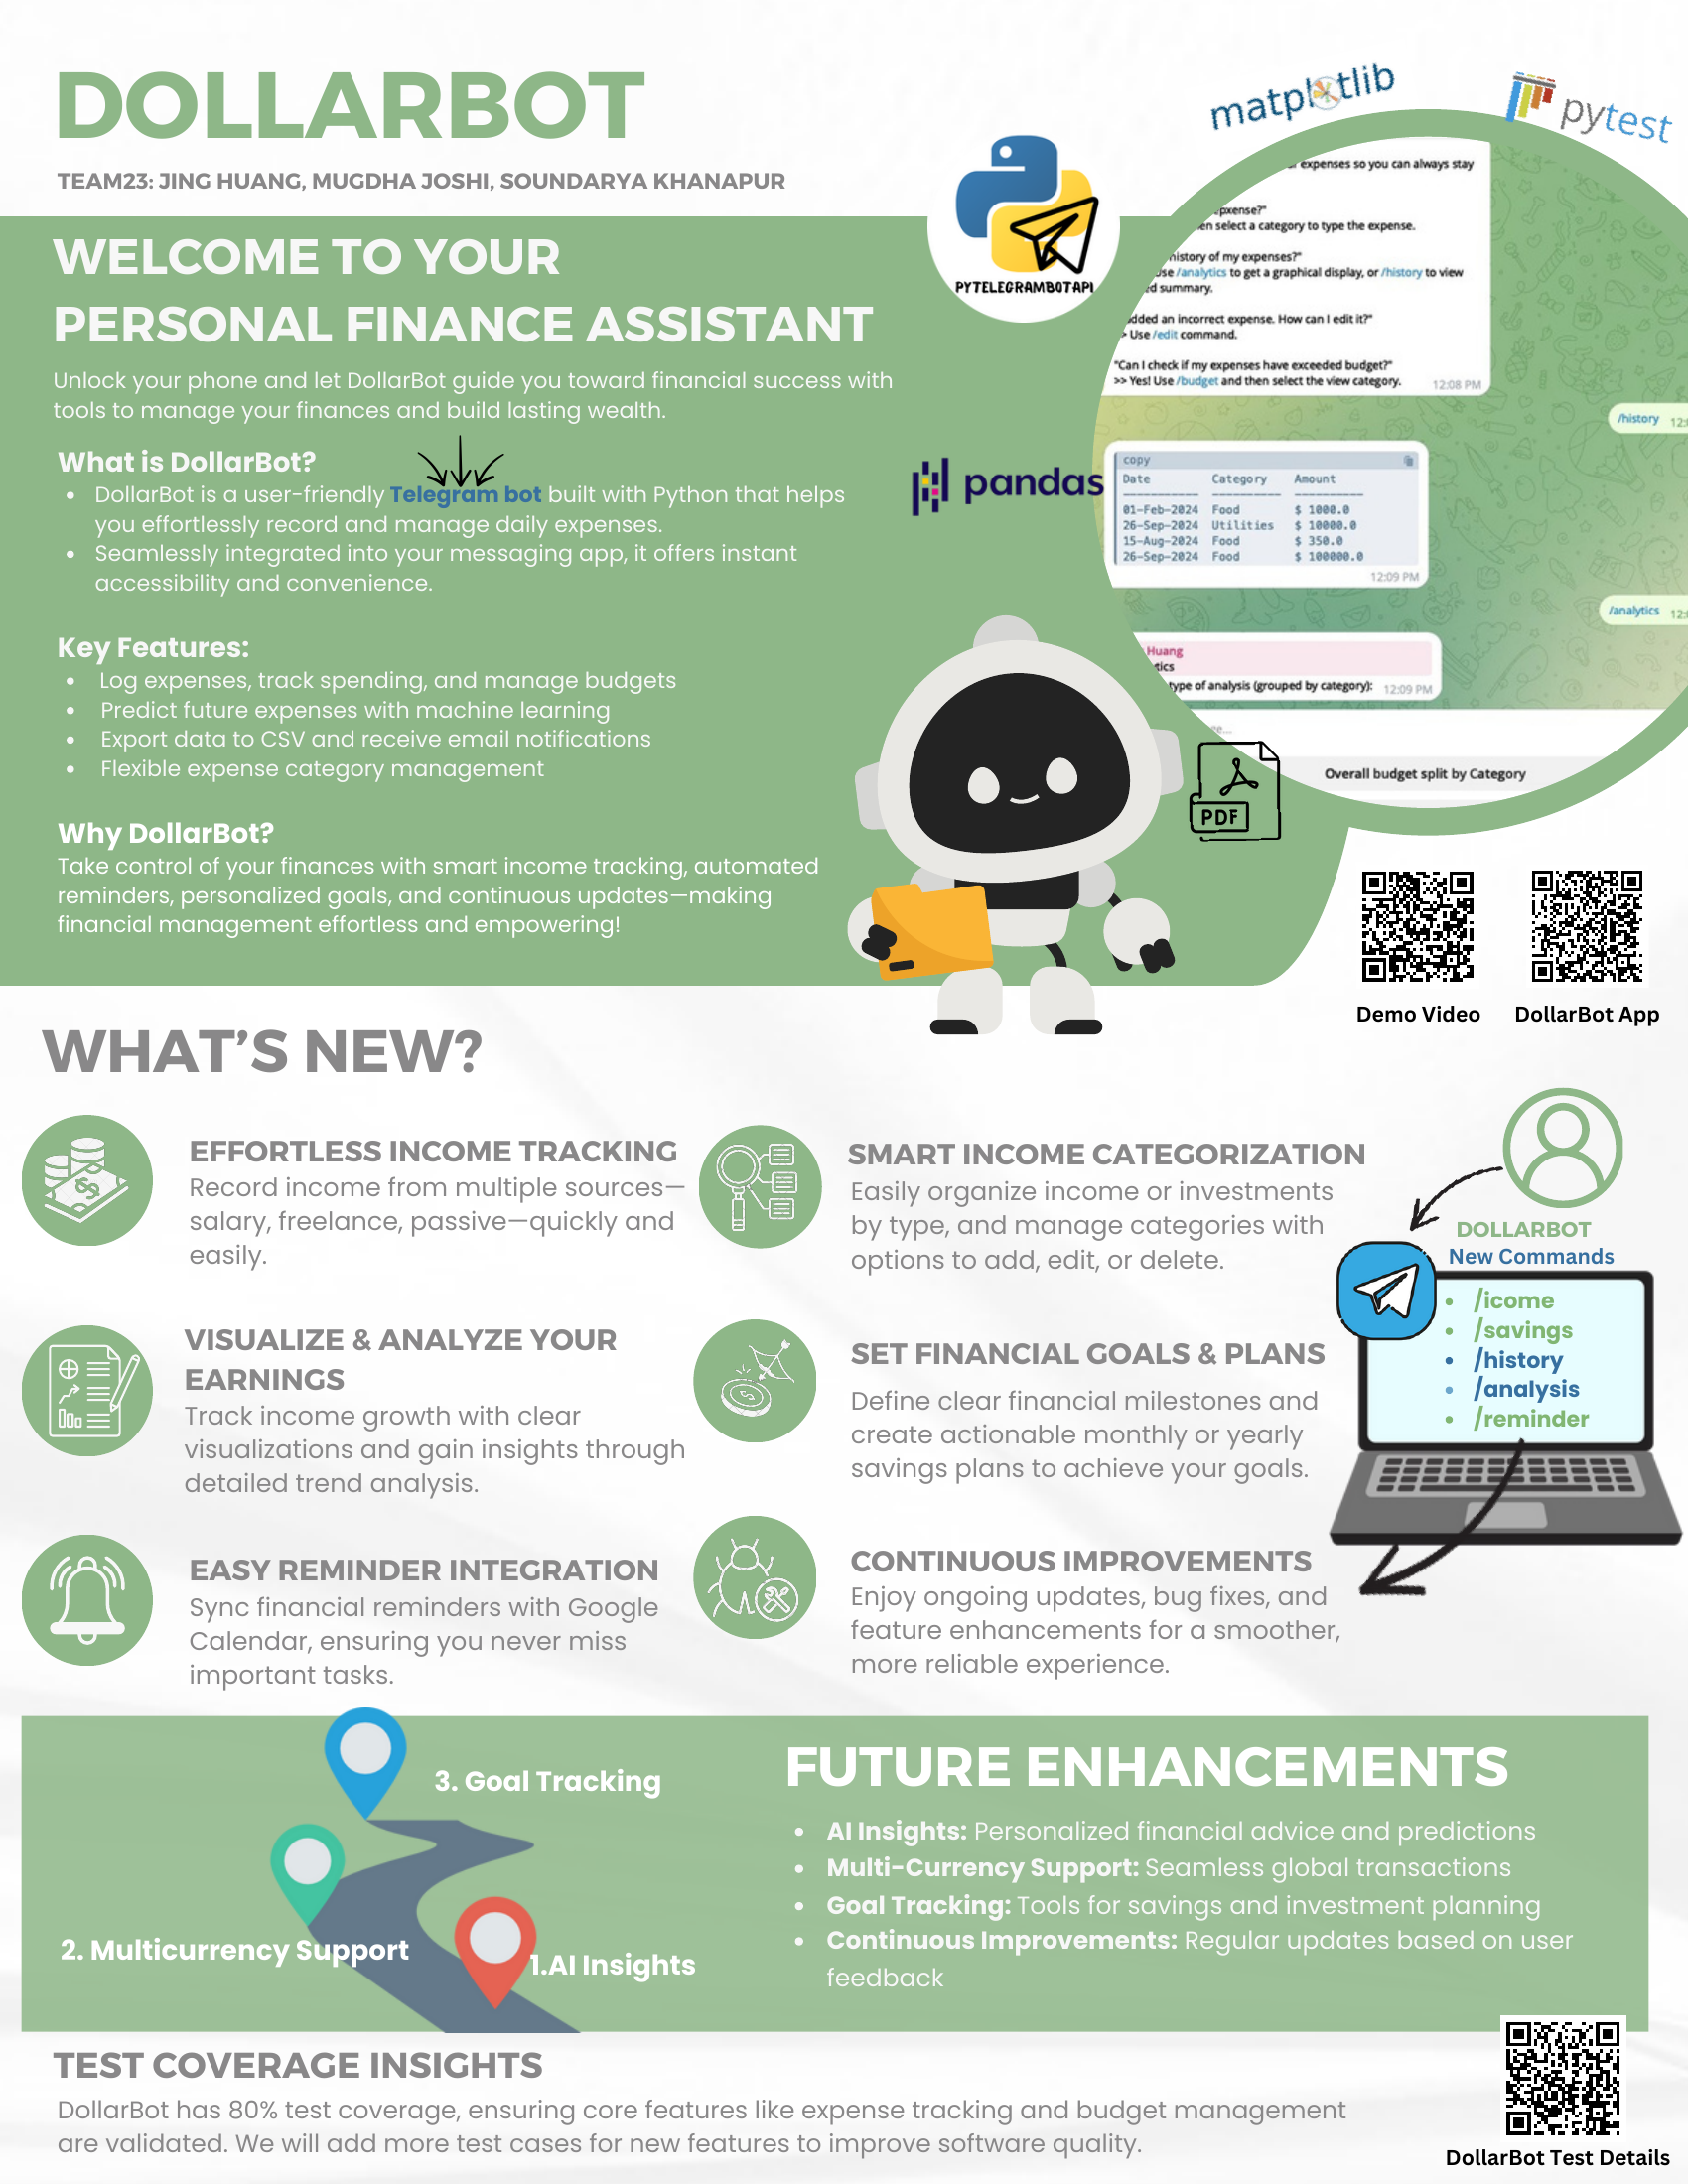 DOLLARBOT
TEAM23: JING HUANG, MUGDHA JOSHI, SOUNDARYA KHANAPUR
matplotlib
pytest
PYTELEGRAMBOTAPI
pandas
WELCOME TO YOUR
PERSONAL FINANCE ASSISTANT
Unlock your phone and let DollarBot guide you toward financial success with
tools to manage your finances and build lasting wealth.
What is DollarBot?
• DollarBot is a user-friendly Telegram bot built with Python that helps
you effortlessly record and manage daily expenses.
• Seamlessly integrated into your messaging app, it offers instant
accessibility and convenience.
Key Features:
• Log expenses, track spending, and manage budgets
• Predict future expenses with machine learning
• Export data to CSV and receive email notifications
• Flexible expense category management
Why DollarBot?
Take control of your finances with smart income tracking, automated
reminders, personalized goals, and continuous updates—making
financial management effortless and empowering!
expenses so you can always stay
pxense?"
en select a category to type the expense.
history of my expenses?"
use /analytics to get a graphical display, or /history to view
d summary.
added an incorrect expense. How can I edit it?"
> Use /edit command.
"Can I check if my expenses have exceeded budget?"
>> Yes! Use /budget and then select the view category. 12:08 PM
/history 12:0
copy
Date Category Amount
01-Feb-2024 Food $ 1000.0
26-Sep-2024 Utilities $ 10000.0
15-Aug-2024 Food $ 350.0
26-Sep-2024 Food $ 100000.0
12:09 PM
/analytics 12:0
Huang
tics
type of analysis (grouped by category): 12:09 PM
Overall budget split by Category
PDF
Demo Video
DollarBot App
WHAT'S NEW?
EFFORTLESS INCOME TRACKING
Record income from multiple sources—
salary, freelance, passive—quickly and
easily.
SMART INCOME CATEGORIZATION
Easily organize income or investments
by type, and manage categories with
options to add, edit, or delete.
VISUALIZE & ANALYZE YOUR
EARNINGS
Track income growth with clear
visualizations and gain insights through
detailed trend analysis.
SET FINANCIAL GOALS & PLANS
Define clear financial milestones and
create actionable monthly or yearly
savings plans to achieve your goals.
EASY REMINDER INTEGRATION
Sync financial reminders with Google
Calendar, ensuring you never miss
important tasks.
CONTINUOUS IMPROVEMENTS
Enjoy ongoing updates, bug fixes, and
feature enhancements for a smoother,
more reliable experience.
DOLLARBOT
New Commands
• /icome
• /savings
• /history
• /analysis
• /reminder
3. Goal Tracking
2. Multicurrency Support
1.AI Insights
FUTURE ENHANCEMENTS
• AI Insights: Personalized financial advice and predictions
• Multi-Currency Support: Seamless global transactions
• Goal Tracking: Tools for savings and investment planning
• Continuous Improvements: Regular updates based on user
feedback
TEST COVERAGE INSIGHTS
DollarBot has 80% test coverage, ensuring core features like expense tracking and budget management
are validated. We will add more test cases for new features to improve software quality.
DollarBot Test Details